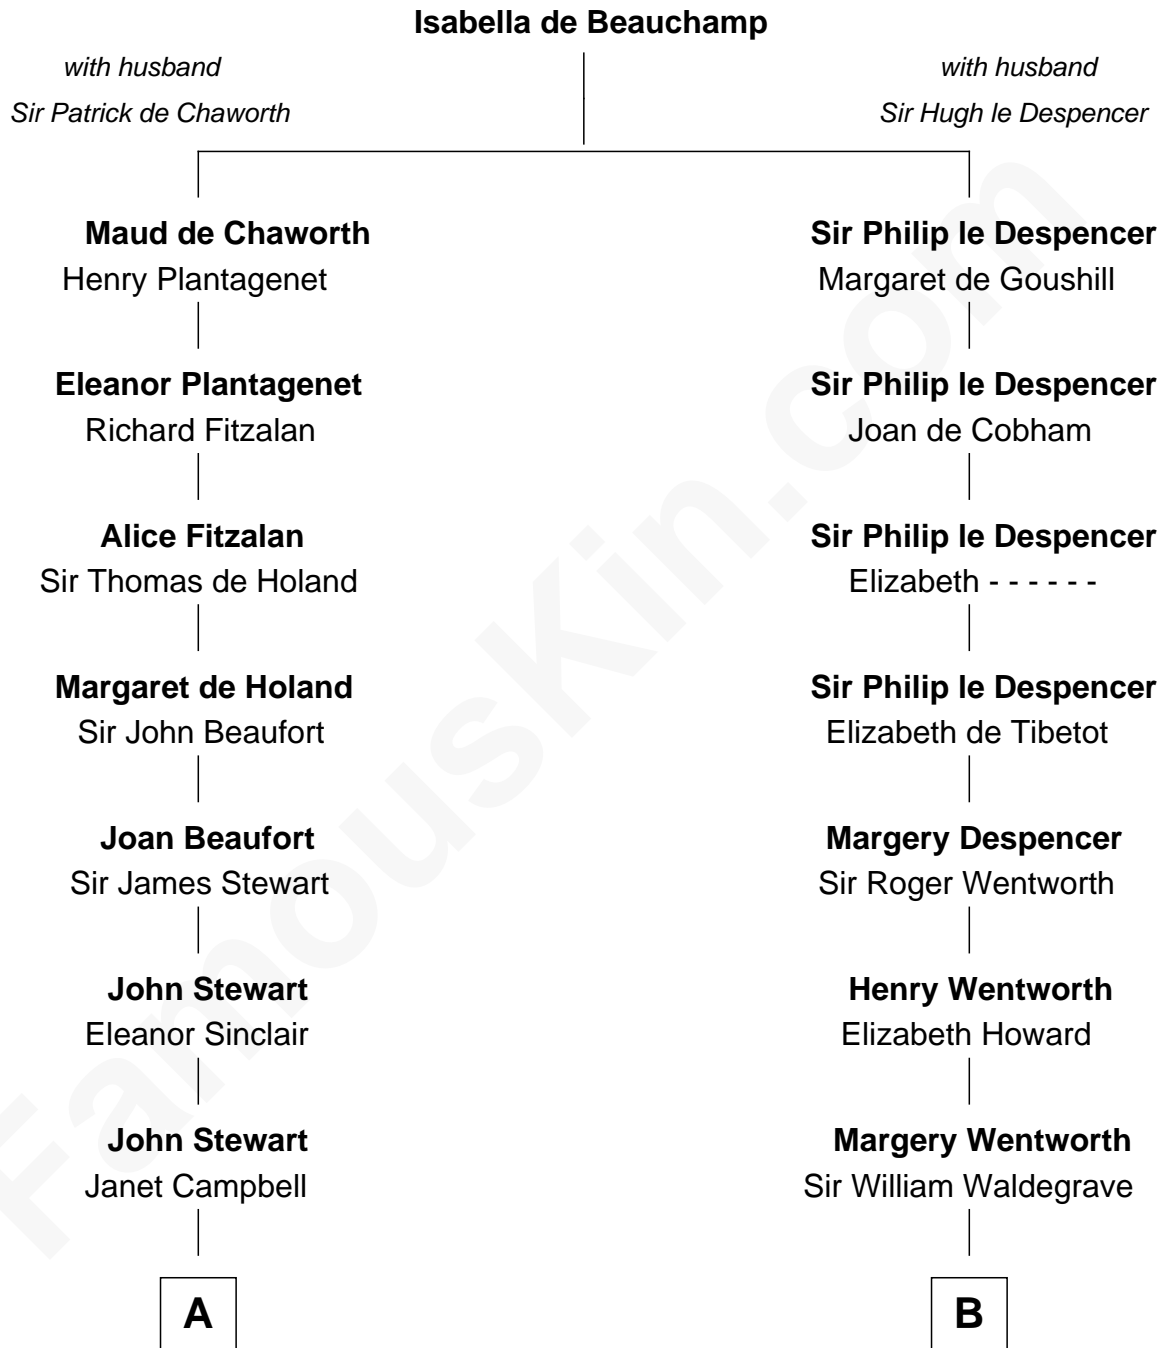 Isabella de Beauchamp
with husband
Sir Patrick de Chaworth
with husband
Sir Hugh le Despencer
Maud de Chaworth
Henry Plantagenet
Sir Philip le Despencer
Margaret de Goushill
Eleanor Plantagenet
Richard Fitzalan
Sir Philip le Despencer
Joan de Cobham
Alice Fitzalan
Sir Thomas de Holand
Sir Philip le Despencer
Elizabeth - - - - - -
Margaret de Holand
Sir John Beaufort
Sir Philip le Despencer
Elizabeth de Tibetot
Joan Beaufort
Sir James Stewart
Margery Despencer
Sir Roger Wentworth
John Stewart
Eleanor Sinclair
Henry Wentworth
Elizabeth Howard
John Stewart
Janet Campbell
Margery Wentworth
Sir William Waldegrave
A
B
FamousKin.com